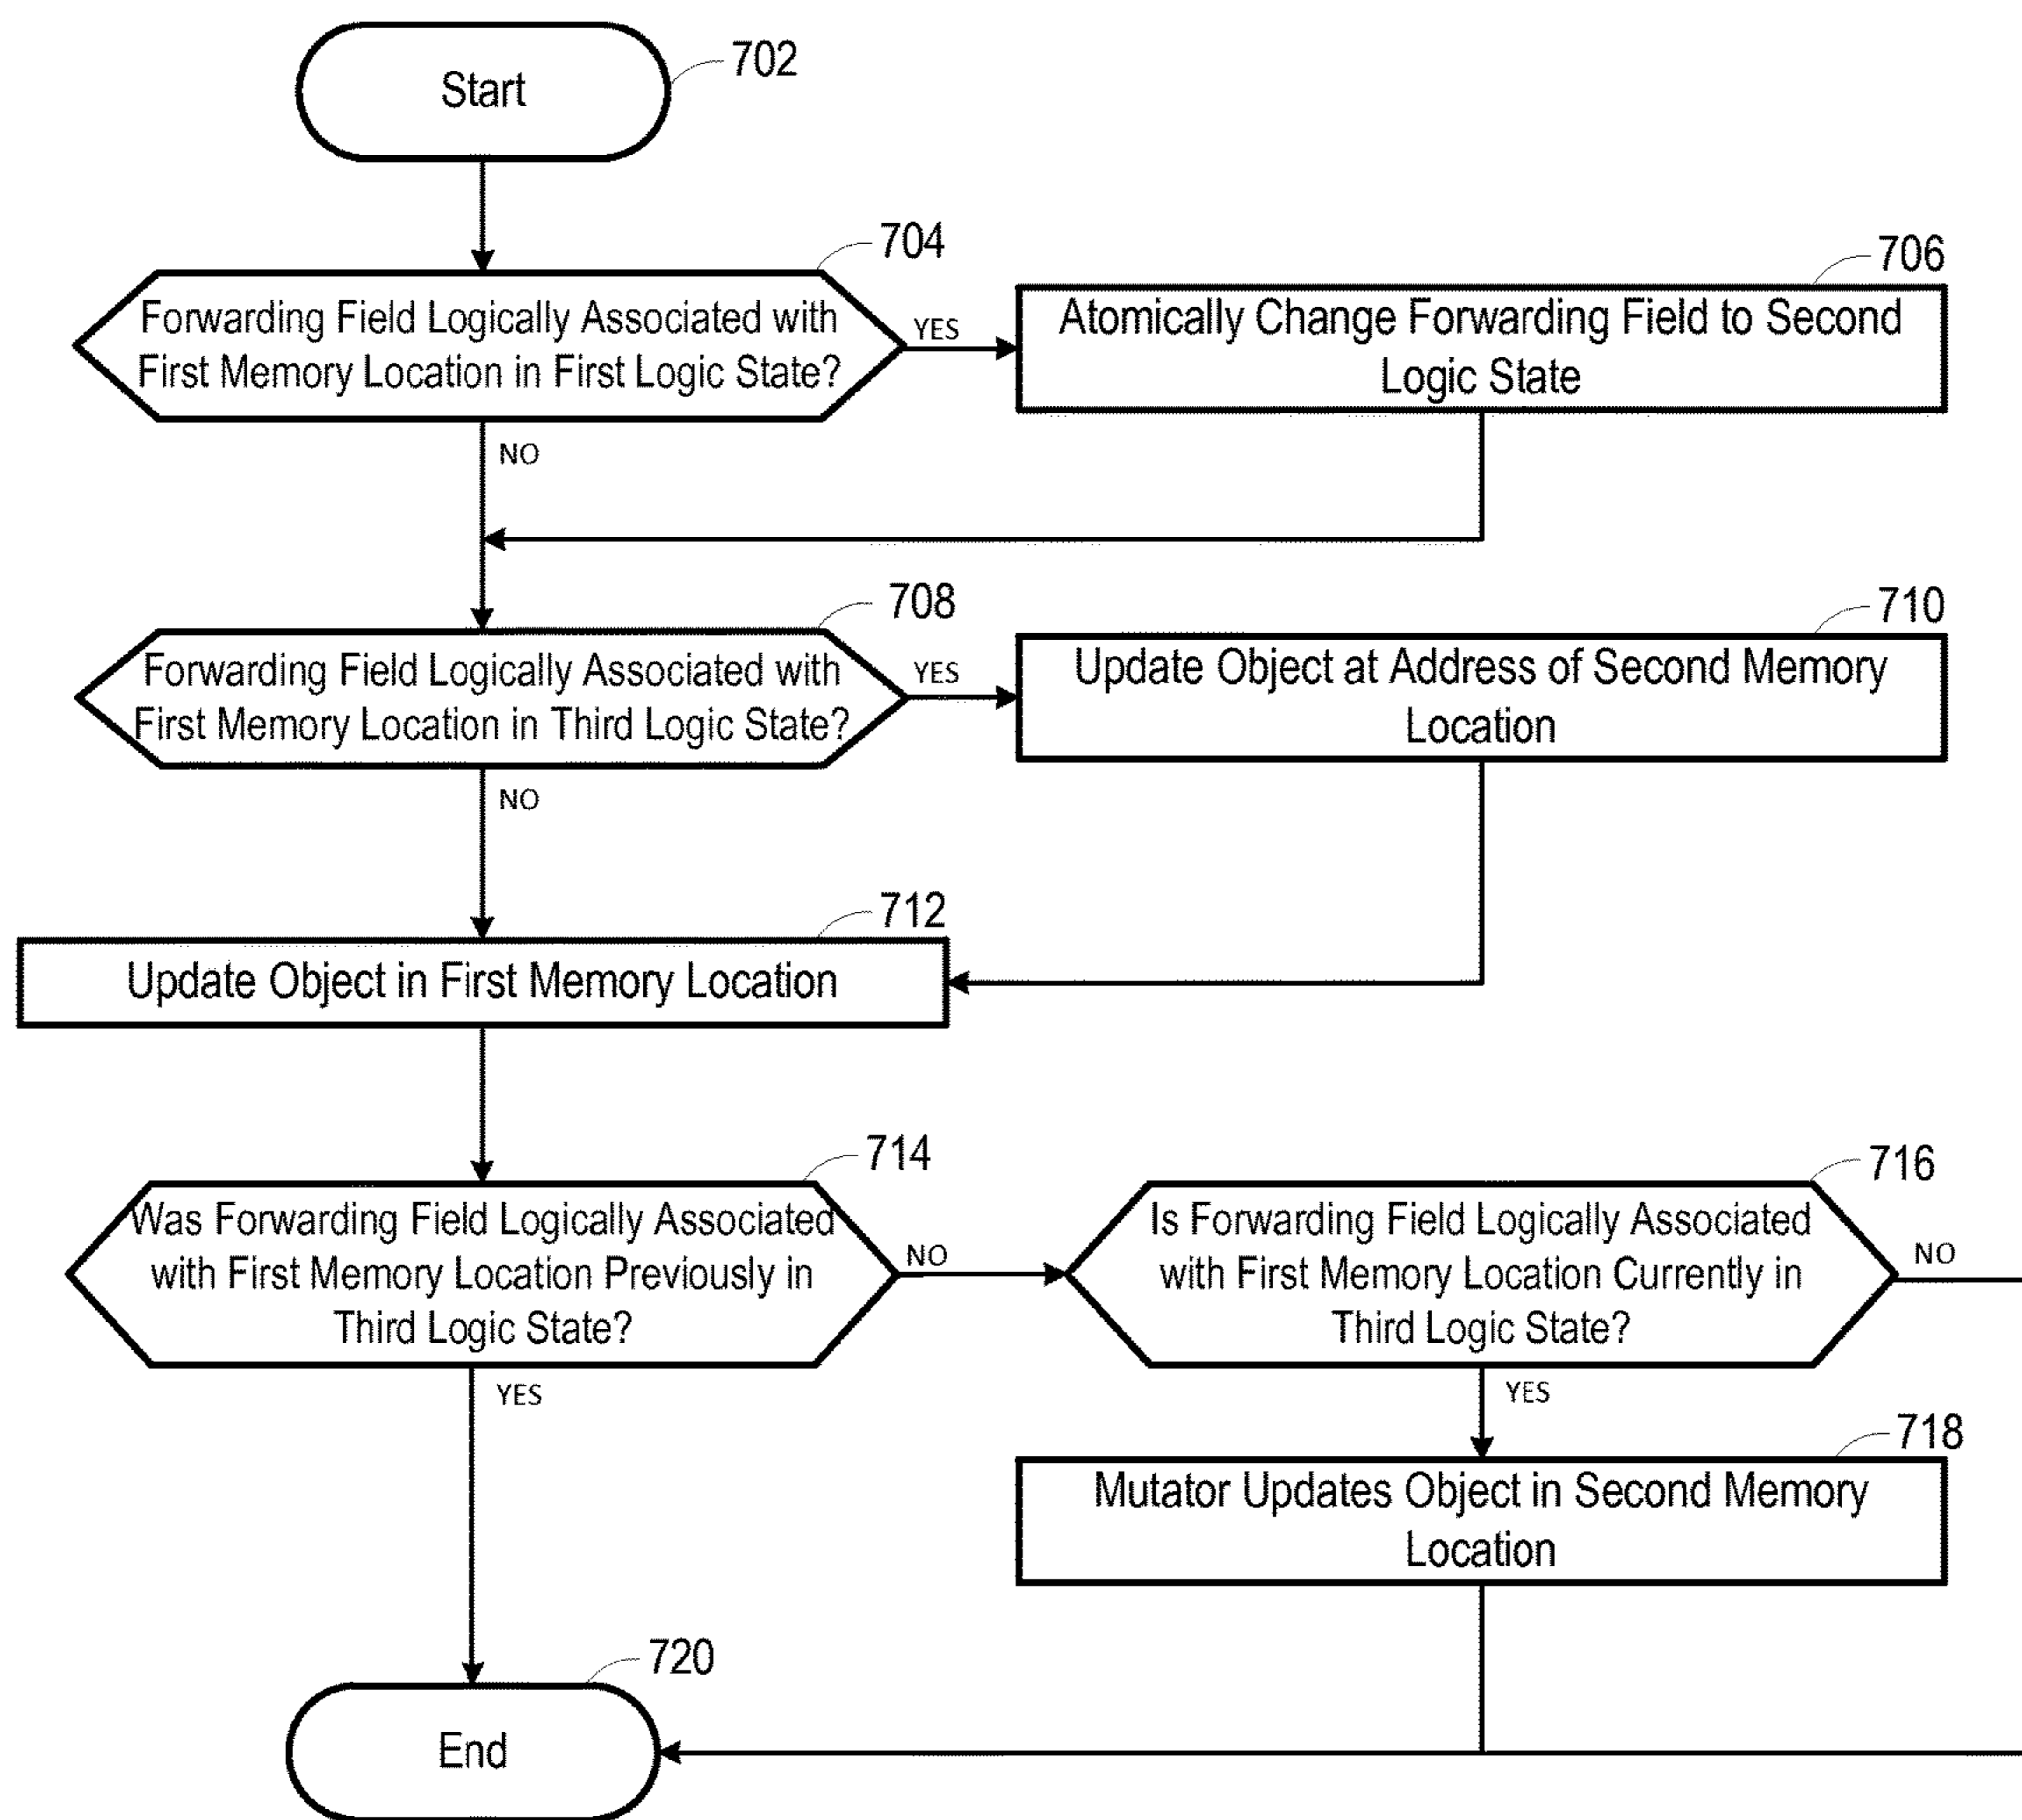 702
Start
704
Forwarding Field Logically Associated with
First Memory Location in First Logic State?
YES
706
Atomically Change Forwarding Field to Second
Logic State
NO
708
Forwarding Field Logically Associated with
First Memory Location in Third Logic State?
YES
710
Update Object at Address of Second Memory
Location
NO
712
Update Object in First Memory Location
714
Was Forwarding Field Logically Associated
with First Memory Location Previously in
Third Logic State?
NO
716
Is Forwarding Field Logically Associated
with First Memory Location Currently in
Third Logic State?
NO
YES
YES
718
Mutator Updates Object in Second Memory
Location
720
End